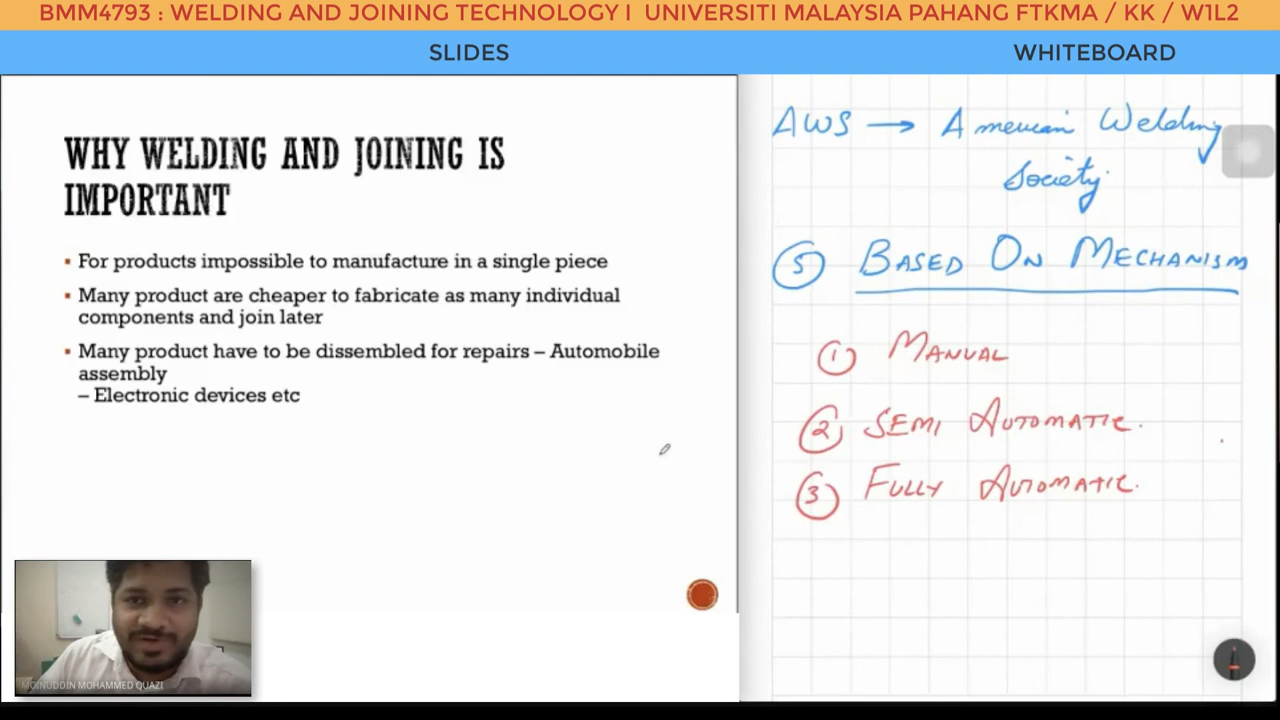 BMM4793 : WELDING AND JOINING TECHNOLOGY I UNIVERSITI MALAYSIA PAHANG FTKMA / KK / W1L2
SLIDES
WHITEBOARD
WHY WELDING AND JOINING IS
IMPORTANT
▪ For products impossible to manufacture in a single piece
▪ Many product are cheaper to fabricate as many individual
components and join later
▪ Many product have to be dissembled for repairs – Automobile
assembly
– Electronic devices etc
MOINUDDIN MOHAMMED QUAZI
AWS → American Welding
Society
⑤ BASED ON MECHANISM
① MANUAL
② SEMI AUTOMATIC.
③ FULLY AUTOMATIC.